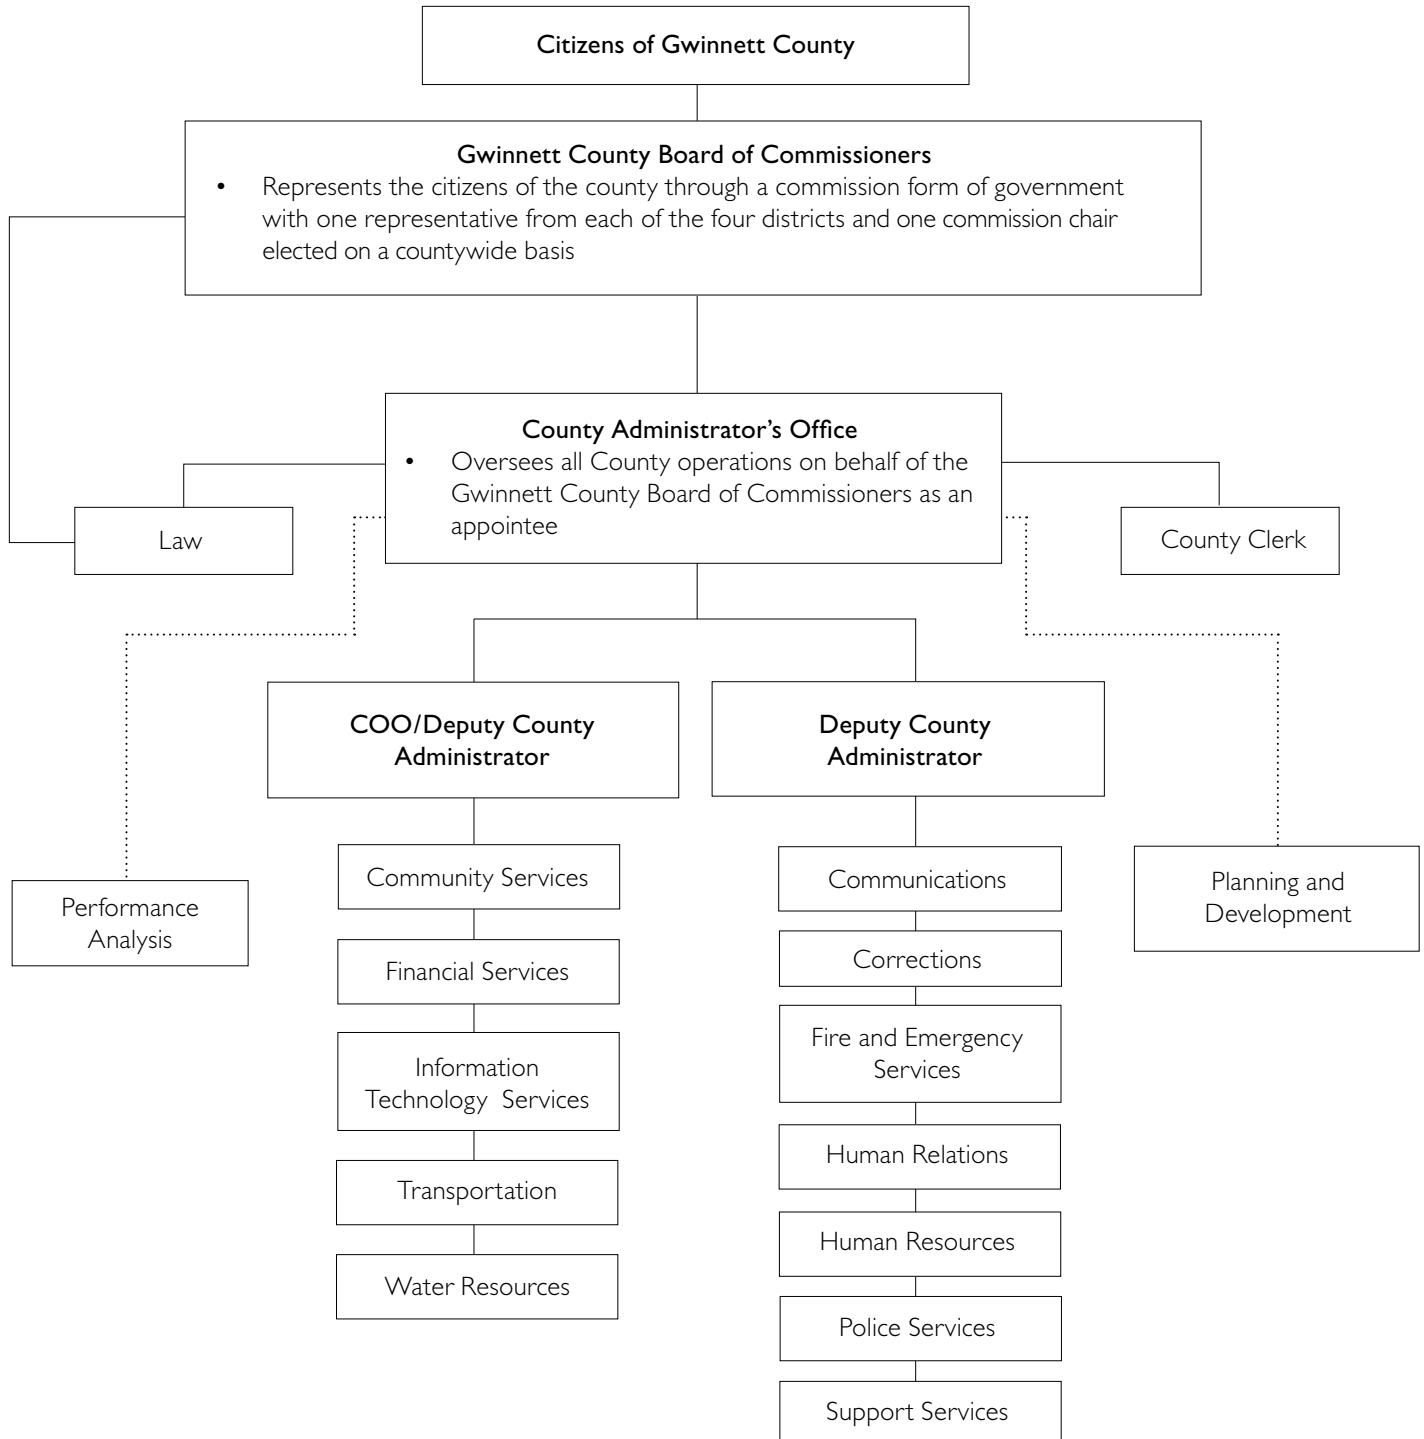 Citizens of Gwinnett County
Gwinnett County Board of Commissioners
• Represents the citizens of the county through a commission form of government
with one representative from each of the four districts and one commission chair
elected on a countywide basis
County Administrator’s Office
• Oversees all County operations on behalf of the
Gwinnett County Board of Commissioners as an
appointee
Law
County Clerk
COO/Deputy County
Administrator
Deputy County
Administrator
Performance
Analysis
Community Services
Financial Services
Information
Technology Services
Transportation
Water Resources
Communications
Corrections
Fire and Emergency
Services
Human Relations
Human Resources
Police Services
Support Services
Planning and
Development